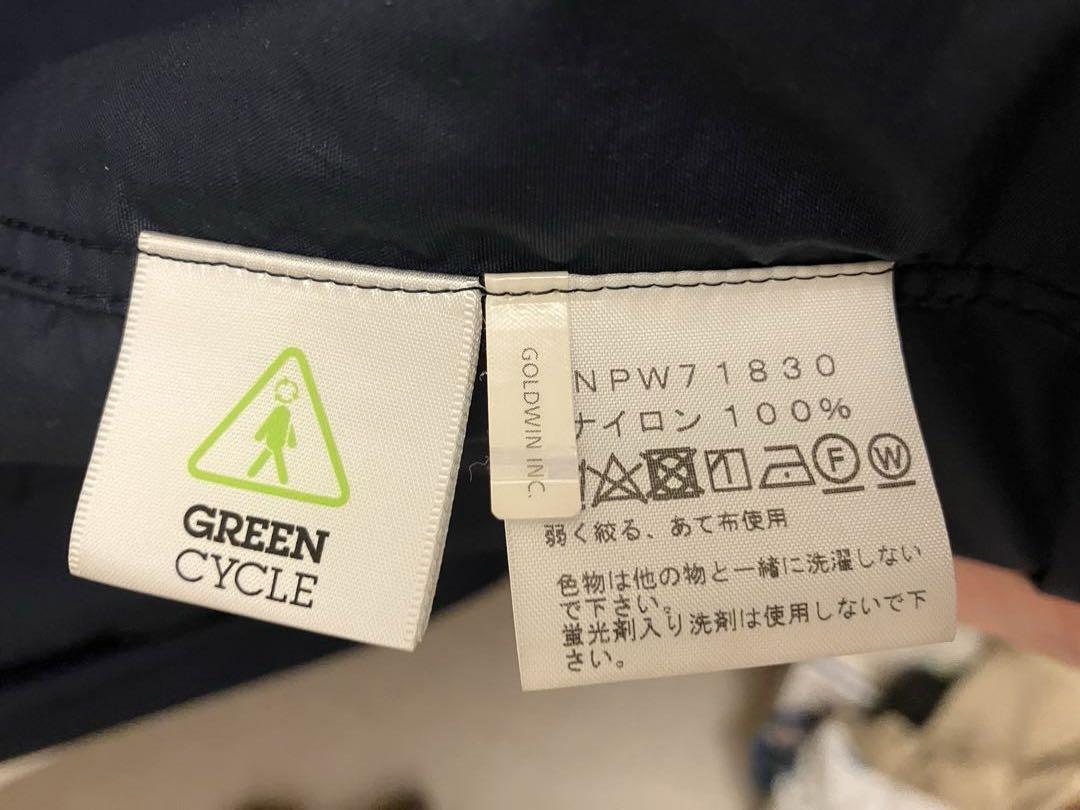 GREEN
CYCLE
GOLDWIN INC.
NPW71830
ナイロン 100%
F W
弱く絞る、あて布使用
色物は他の物と一緒に洗濯しない
で下さい。
蛍光剤入り洗剤は使用しないで下
さい。